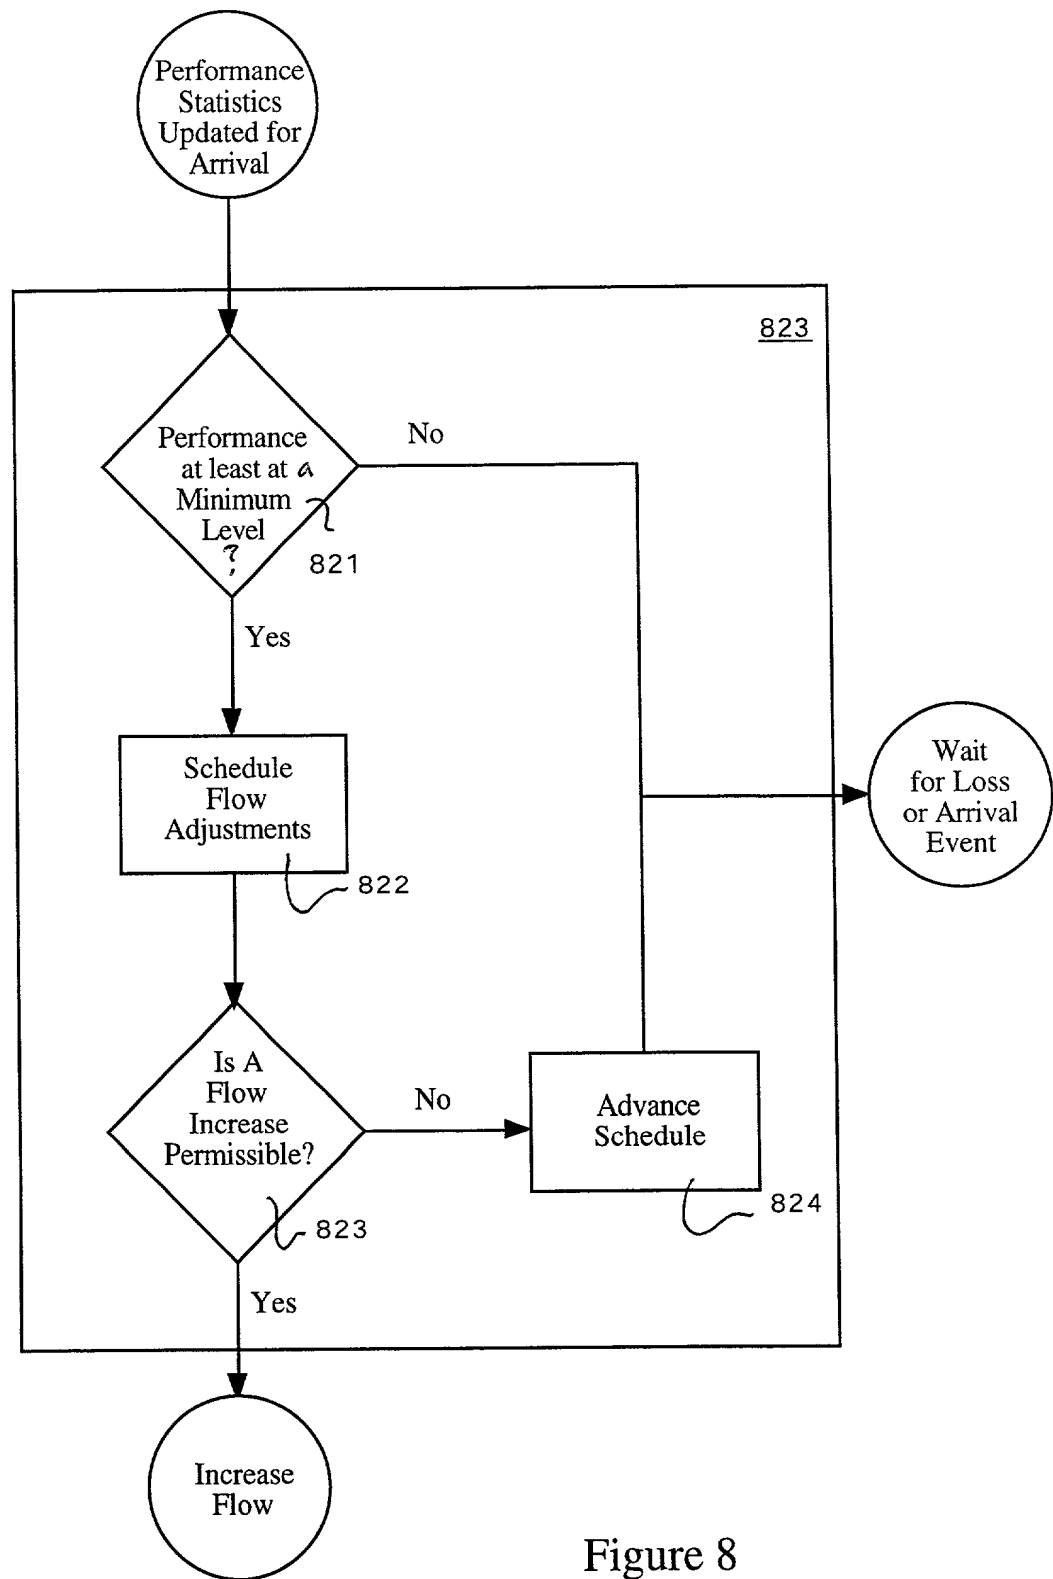 Performance
Statistics
Updated for
Arrival
823
Performance
at least at a
Minimum
Level
?
No
821
Yes
Schedule
Flow
Adjustments
822
Wait
for Loss
or Arrival
Event
Is A
Flow
Increase
Permissible?
No
823
Advance
Schedule
824
Yes
Increase
Flow
Figure 8